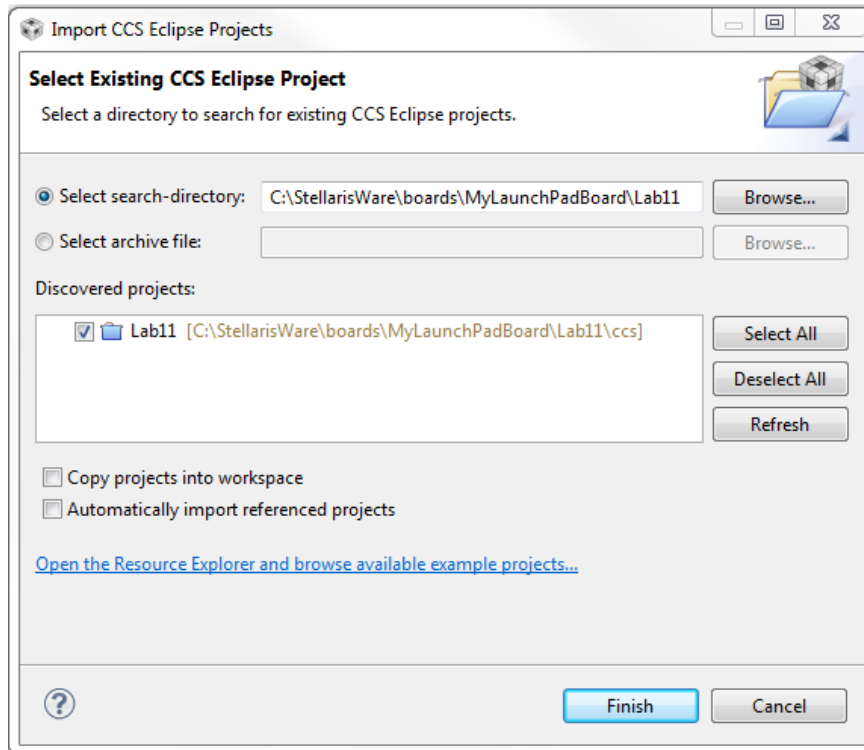 Import CCS Eclipse Projects
Select Existing CCS Eclipse Project
Select a directory to search for existing CCS Eclipse projects.
Select search-directory: C:\StellarisWare\boards\MyLaunchPadBoard\Lab11 Browse...
Select archive file: Browse...
Discovered projects:
Lab11 [C:\StellarisWare\boards\MyLaunchPadBoard\Lab11\ccs]
Select All
Deselect All
Refresh
Copy projects into workspace
Automatically import referenced projects
Open the Resource Explorer and browse available example projects...
? Finish Cancel